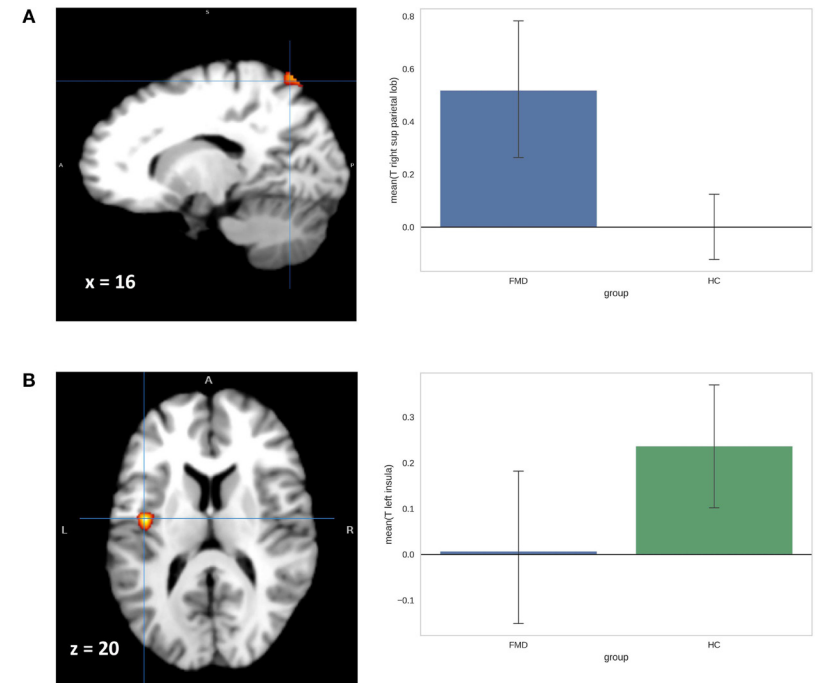 A
S
A
P
x = 16
0.8
0.6
0.4
0.2
0.0
mean(T right sup parietal lob)
FMD
HC
group
B
A
L
R
z = 20
0.3
0.2
0.1
0.0
−0.1
mean(T left insula)
FMD
HC
group